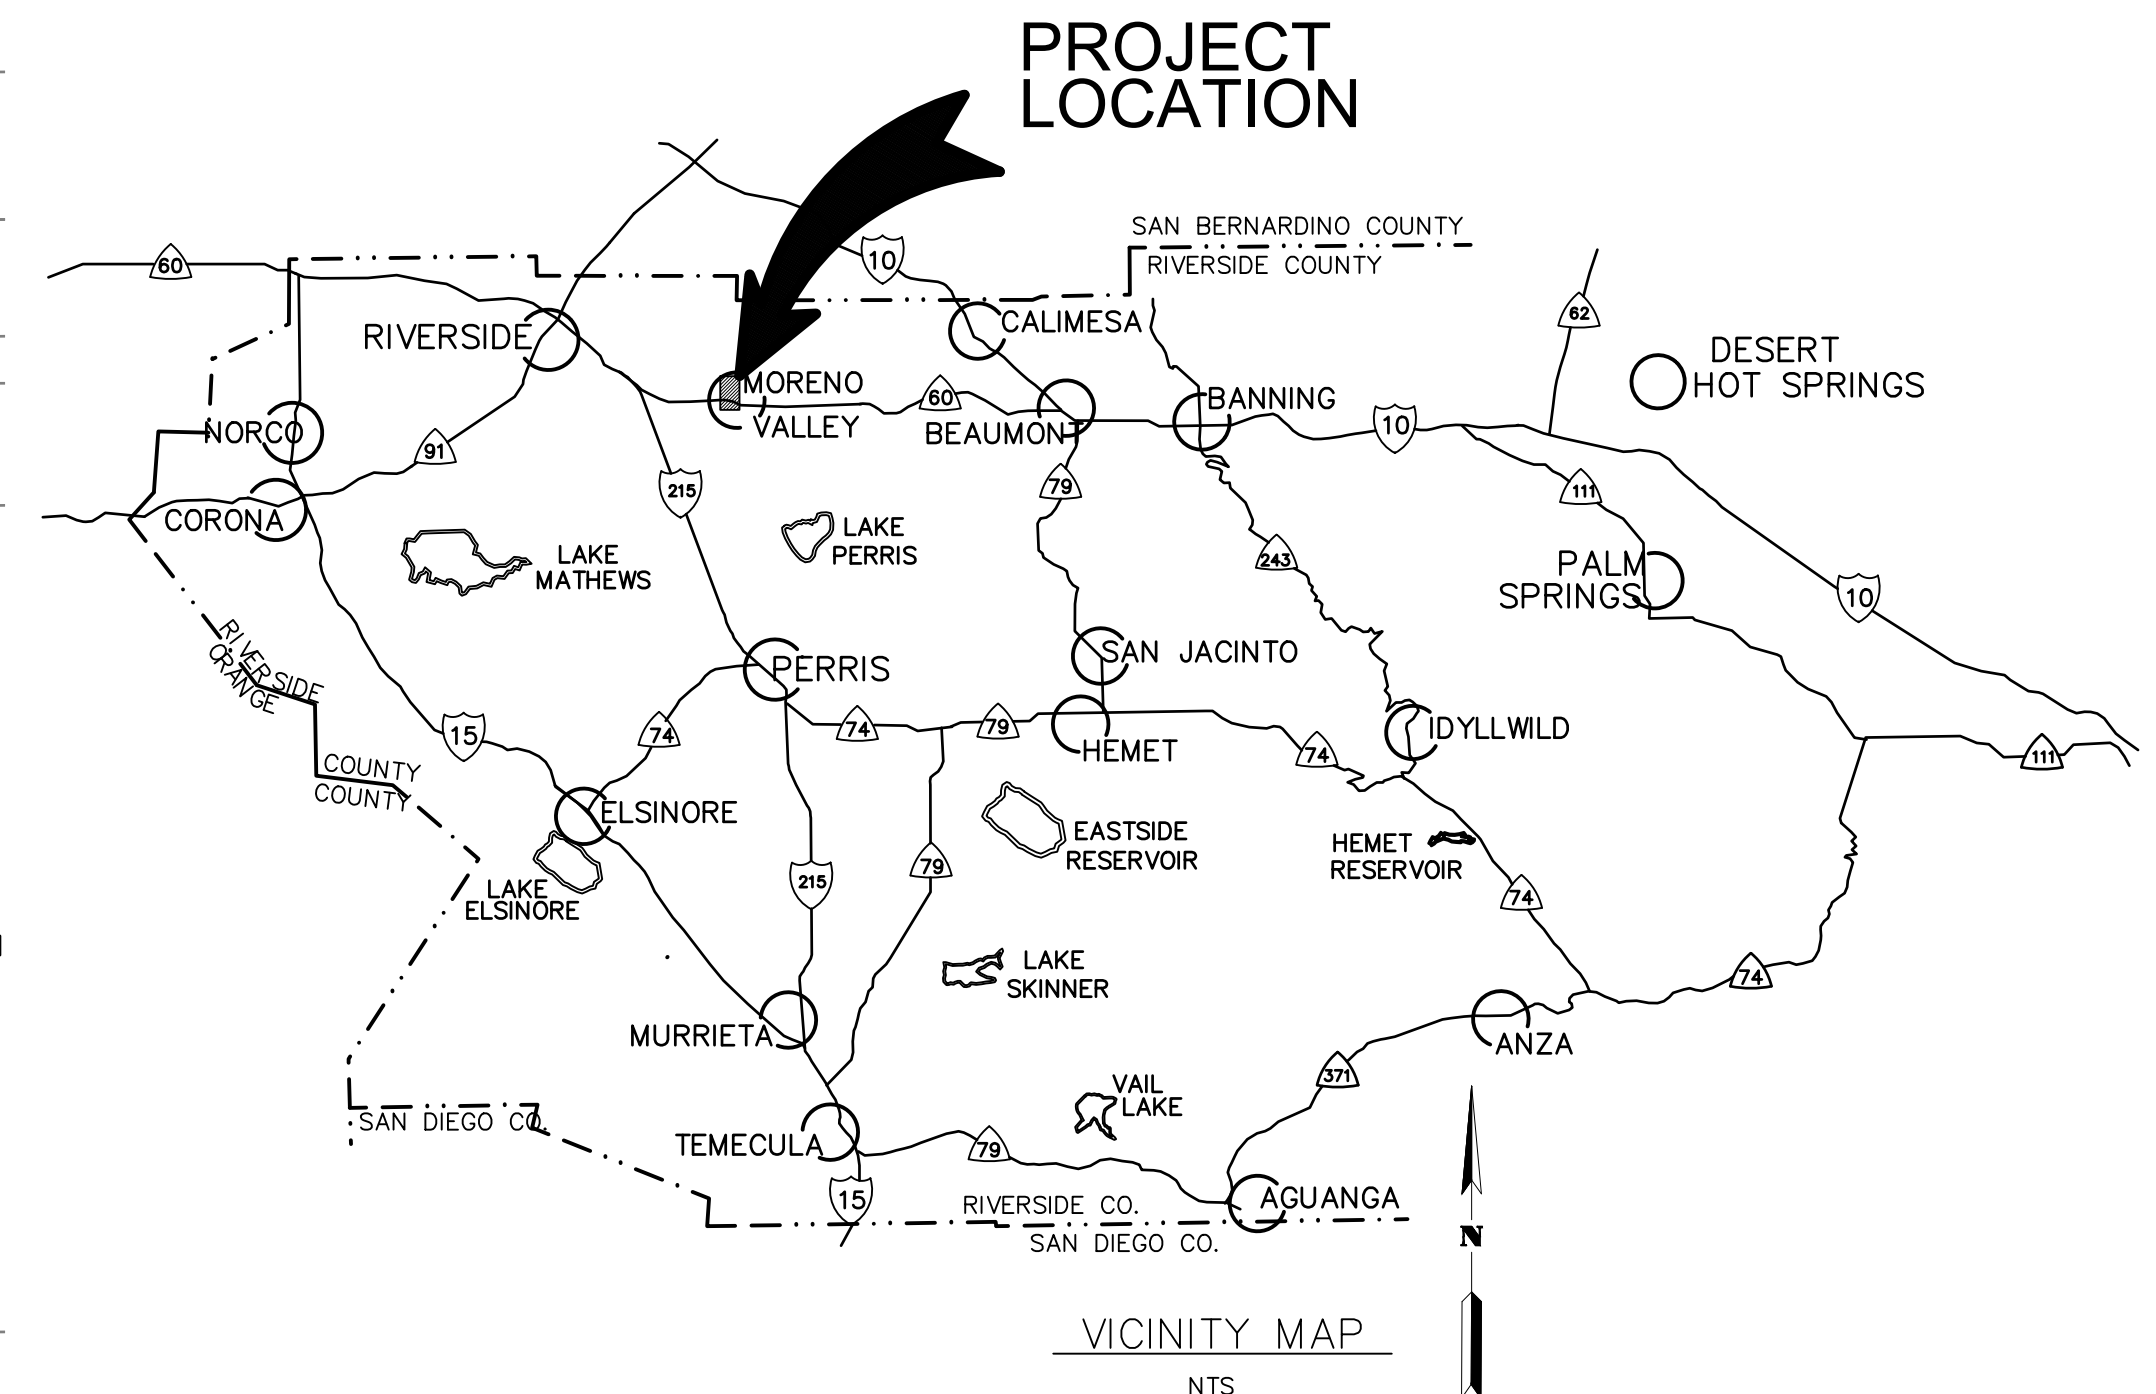 PROJECT
LOCATION
SAN BERNARDINO COUNTY
RIVERSIDE COUNTY
60
10
62
RIVERSIDE
CALIMESA
DESERT
HOT SPRINGS
MORENO
VALLEY
60
BANNING
BEAUMONT
10
NORCO
91
215
79
111
CORONA
LAKE
MATHEWS
LAKE
PERRIS
243
PALM
SPRINGS
10
RIVERSIDE
ORANGE
COUNTY
COUNTY
PERRIS
SAN JACINTO
15
74
74
79
HEMET
74
IDYLLWILD
111
ELSINORE
LAKE
ELSINORE
215
79
EASTSIDE
RESERVOIR
HEMET
RESERVOIR
74
LAKE
SKINNER
74
MURRIETA
ANZA
371
VAIL
LAKE
SAN DIEGO CO.
TEMECULA
79
15
RIVERSIDE CO.
SAN DIEGO CO.
AGUANGA
N
VICINITY MAP
NTS